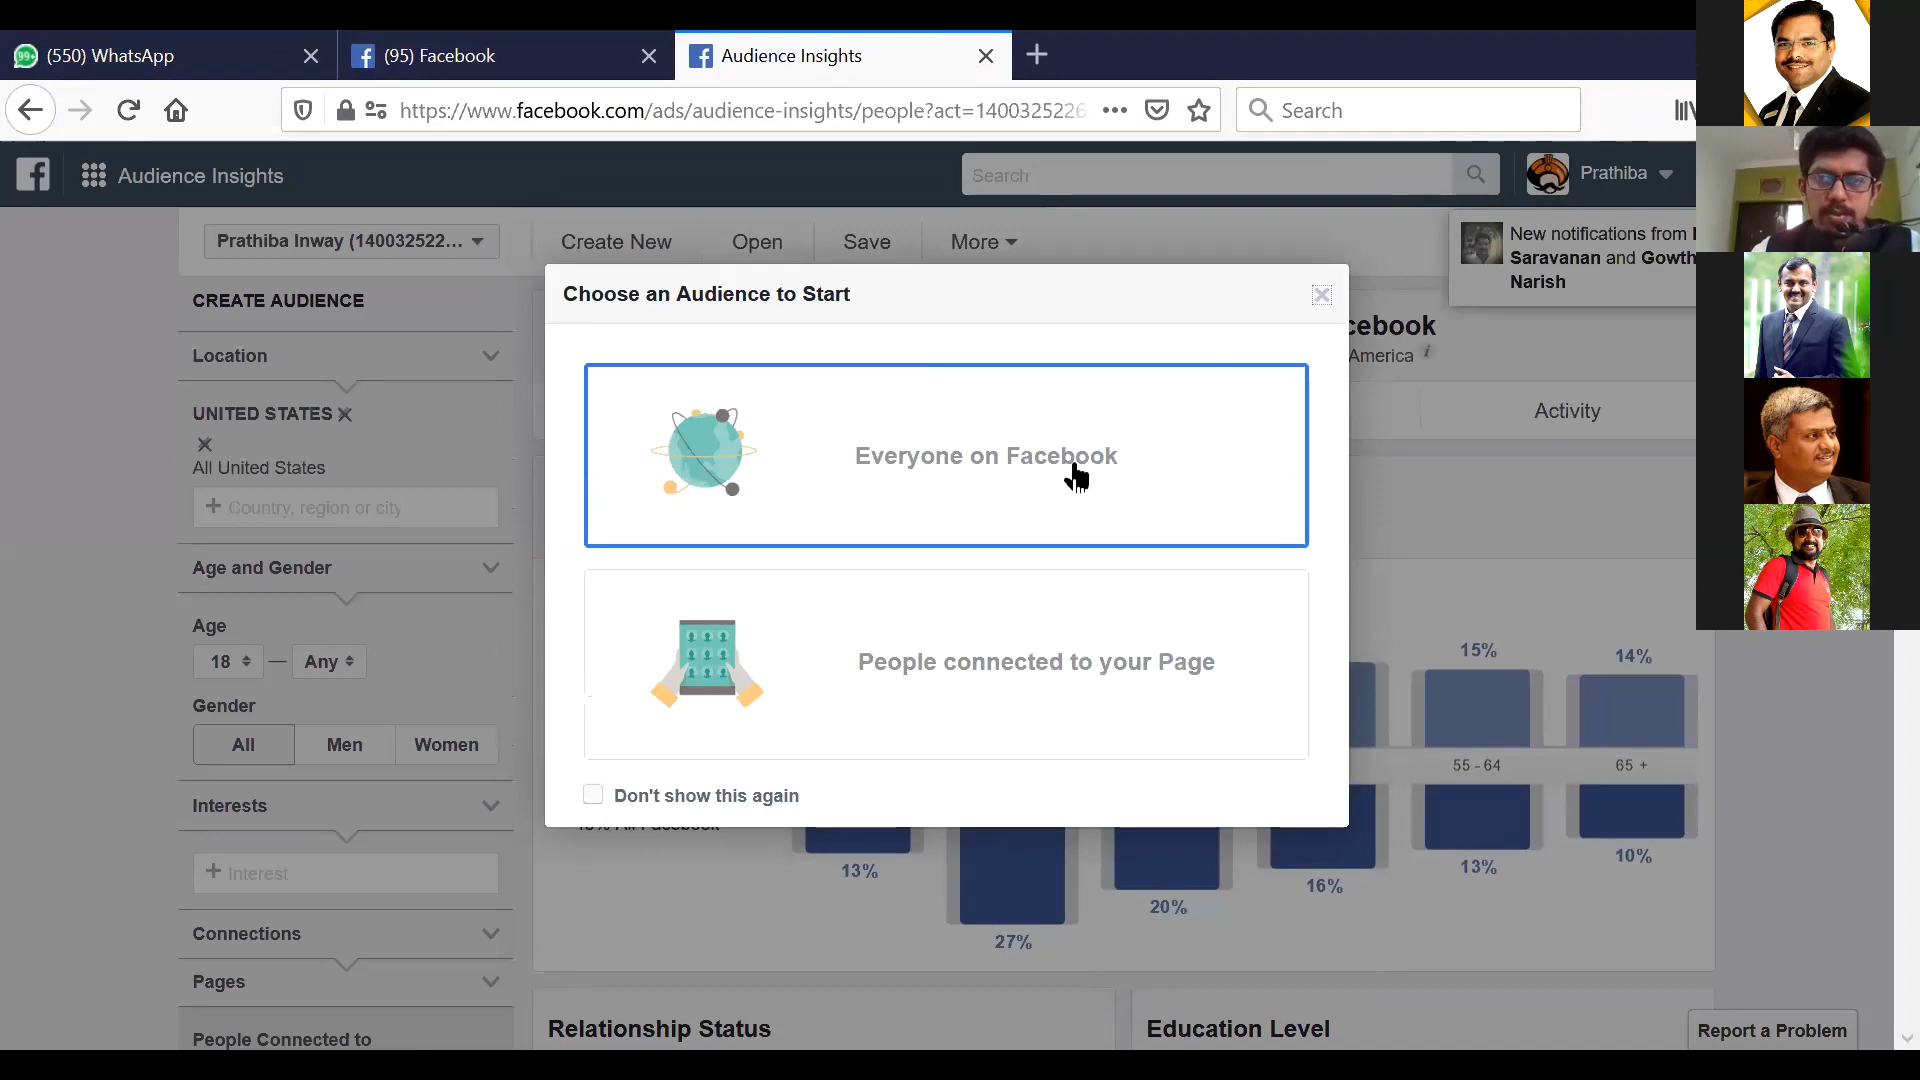 (550) WhatsApp
(95) Facebook
Audience Insights
https://www.facebook.com/ads/audience-insights/people?act=1400325226
Search
Audience Insights
Search
Prathiba
Prathiba Inway (140032522...
Create New
Open
Save
More
New notifications from
Saravanan and Gowth
Narish
CREATE AUDIENCE
Choose an Audience to Start
cebook
America
Location
UNITED STATES
All United States
+ Country, region or city
Everyone on Facebook
Activity
Age and Gender
Age
18 — Any
Gender
All
Men
Women
People connected to your Page
15%
14%
55 - 64
65 +
Interests
+ Interest
Don't show this again
13%
27%
20%
16%
13%
10%
Connections
Pages
People Connected to
Relationship Status
Education Level
Report a Problem